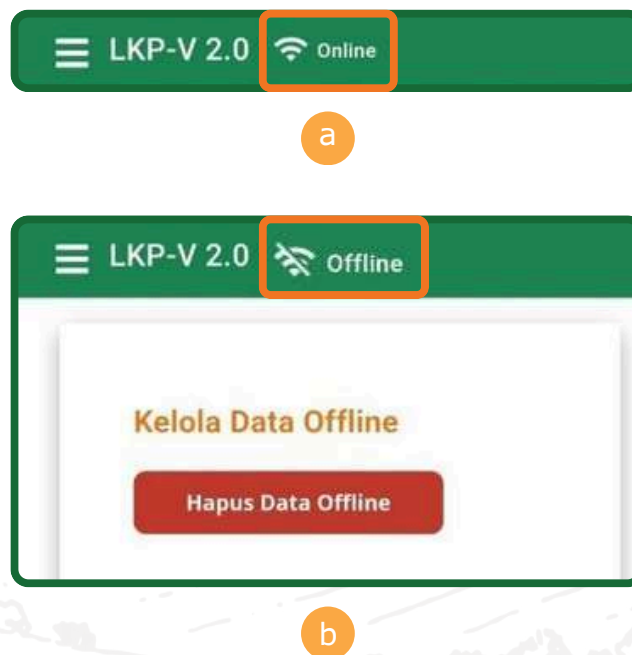 LKP-V 2.0 Online
a
LKP-V 2.0 Offline
Kelola Data Offline
Hapus Data Offline
b